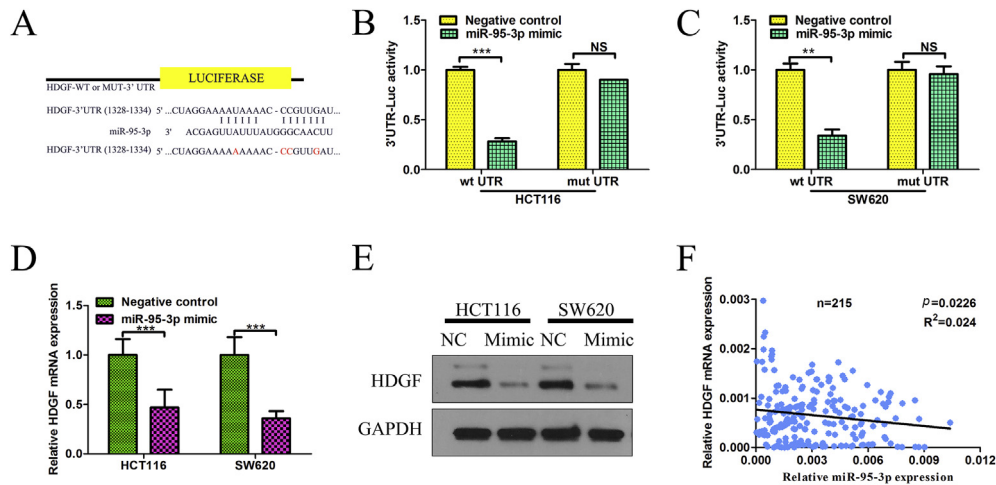 A
LUCIFERASE
HDGF-WT or MUT-3' UTR
HDGF-3'UTR (1328-1334) 5' ...CUAGGAAAAUAAAAC - CCGUUGAU...
miR-95-3p 3' ACGAGUUAUUUAUGGGCAACUU
HDGF-3'UTR (1328-1334) 5' ...CUAGGAAAAAAAAAC - CCGUUGAU...
B
Negative control
miR-95-3p mimic
3'UTR-Luc activity
1.5
1.0
0.5
0.0
***
NS
wt UTR
mut UTR
HCT116
C
Negative control
miR-95-3p mimic
3'UTR-Luc activity
1.5
1.0
0.5
0.0
**
NS
wt UTR
mut UTR
SW620
D
Negative control
miR-95-3p mimic
Relative HDGF mRNA expression
1.5
1.0
0.5
0.0
***
***
HCT116
SW620
E
HCT116 SW620
NC Mimic NC Mimic
HDGF
GAPDH
F
n=215
p=0.0226
R²=0.024
Relative HDGF mRNA expression
0.003
0.002
0.001
0.000
0.000 0.003 0.006 0.009 0.012
Relative miR-95-3p expression